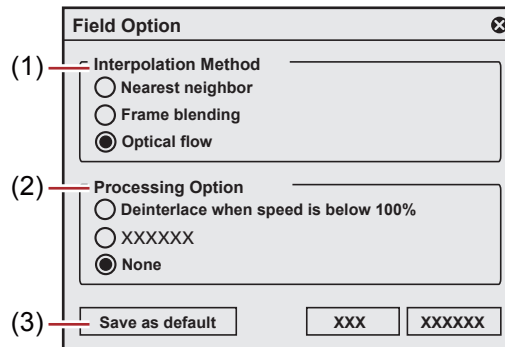 Field Option
(1) Interpolation Method
Nearest neighbor
Frame blending
Optical flow
(2) Processing Option
Deinterlace when speed is below 100%
XXXXXX
None
(3) Save as default XXX XXXXXX